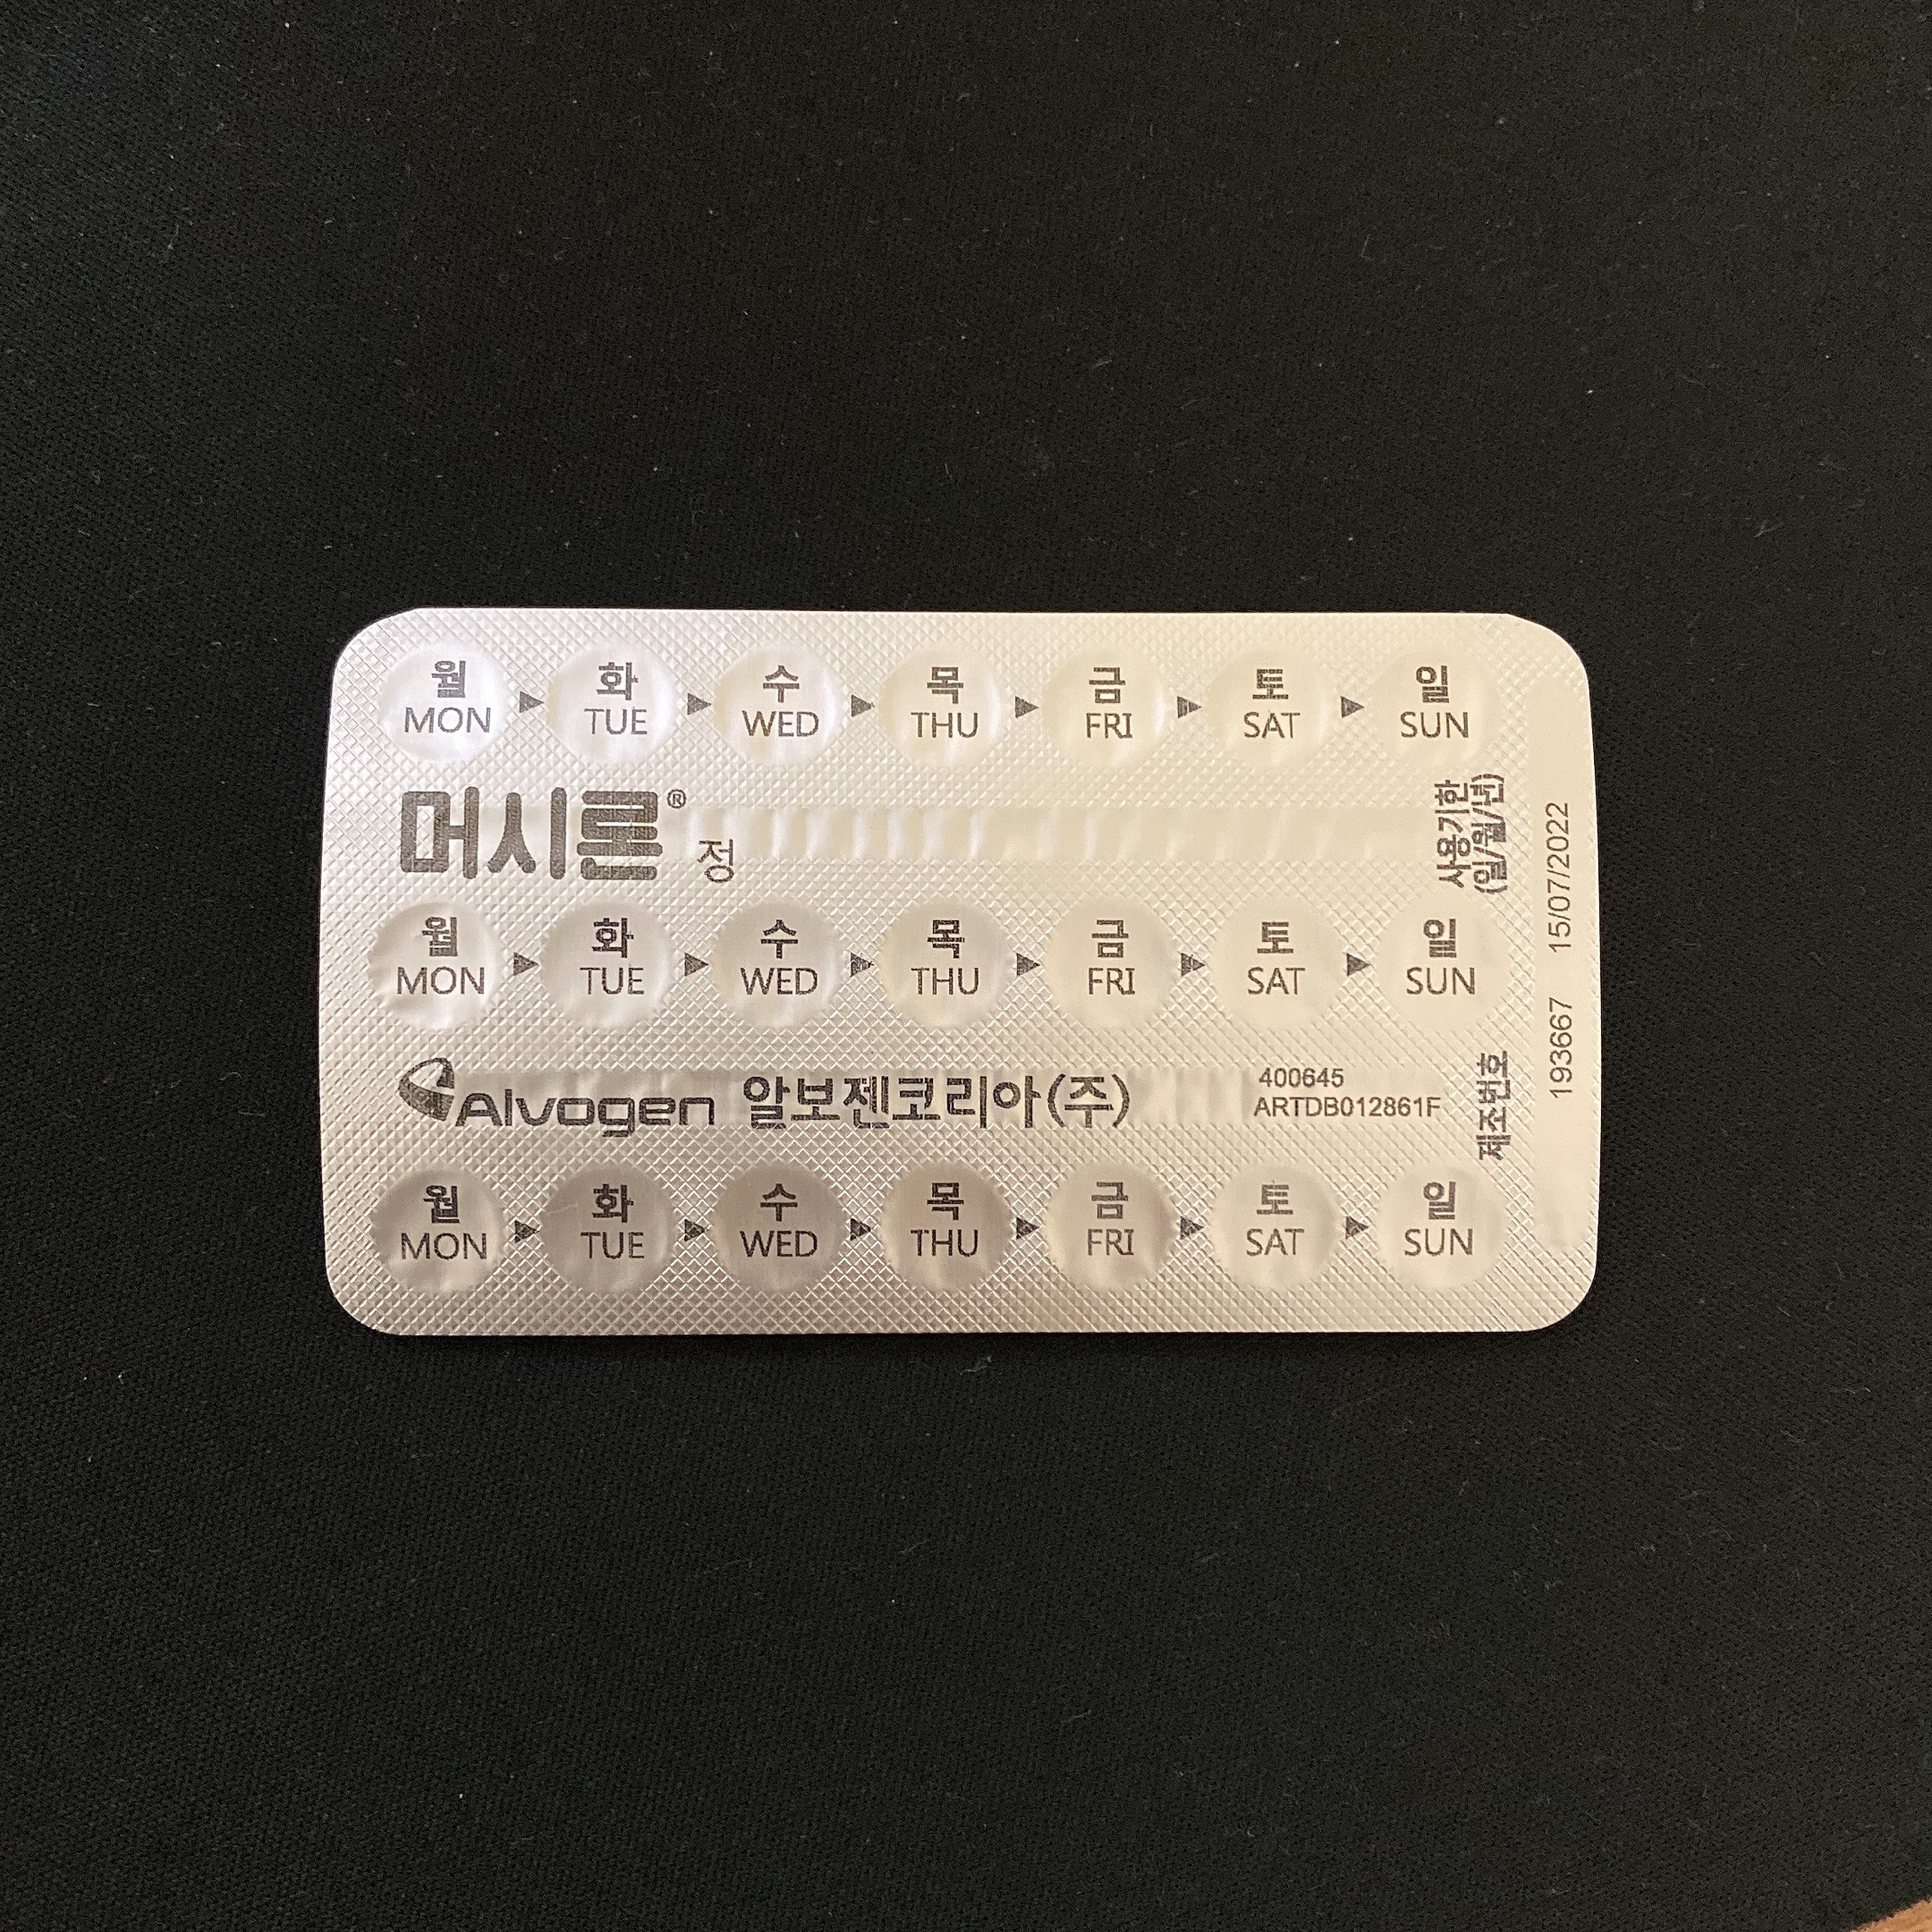 월 화 수 목 금 토 일
MON ▶ TUE ▶ WED ▶ THU ▶ FRI ▶ SAT ▶ SUN
머시론® 정
사용기한
(일/월/년)
15/07/2022
월 화 수 목 금 토 일
MON ▶ TUE ▶ WED ▶ THU ▶ FRI ▶ SAT ▶ SUN
Alvogen 알보젠코리아(주)
400645
ARTDB012861F
제조번호
193667
월 화 수 목 금 토 일
MON ▶ TUE ▶ WED ▶ THU ▶ FRI ▶ SAT ▶ SUN